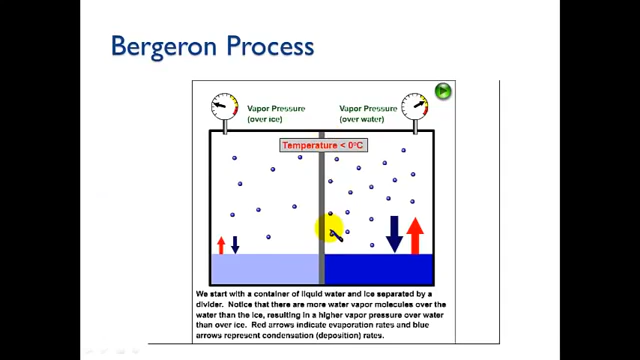 Bergeron Process
Vapor Pressure
(over ice)
Vapor Pressure
(over water)
Temperature < 0°C
We start with a container of liquid water and ice separated by a
divider. Notice that there are more water vapor molecules over the
water than the ice, resulting in a higher vapor pressure over water
than over ice. Red arrows indicate evaporation rates and blue
arrows represent condensation (deposition) rates.